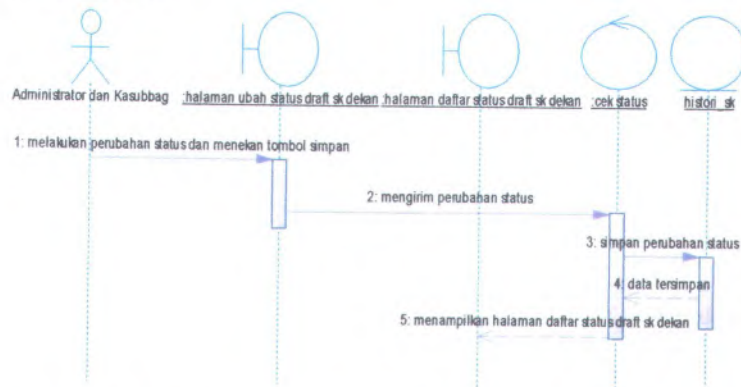 Administrator dan Kasubbag
:halaman ubah status draft sk dekan
:halaman daftar status draft sk dekan
:cek status
histori_sk
1: melakukan perubahan status dan menekan tombol simpan
2: mengirim perubahan status
3: simpan perubahan status
4: data tersimpan
5: menampilkan halaman daftar status draft sk dekan